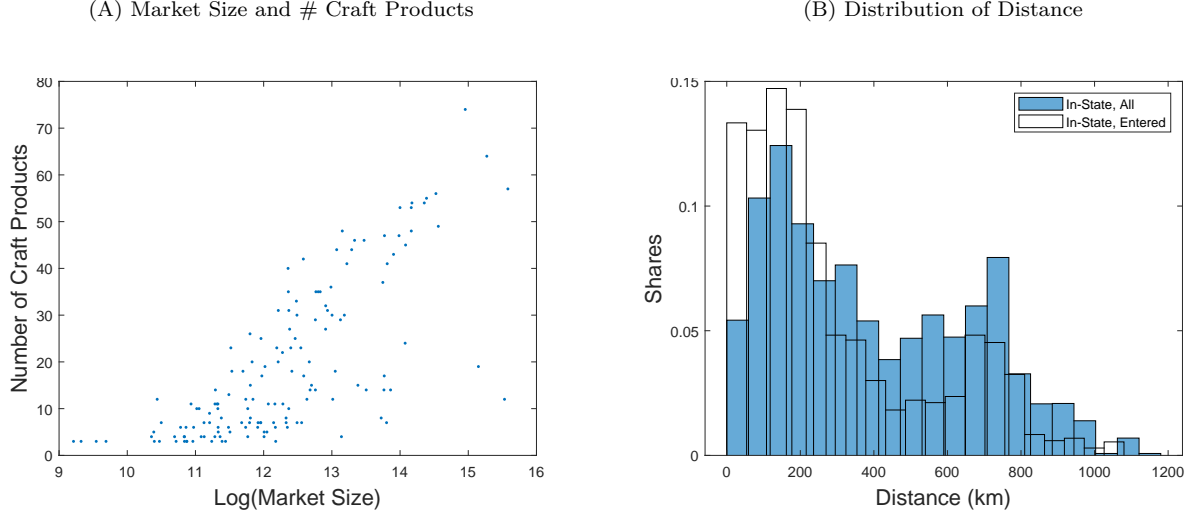 (A) Market Size and # Craft Products
80
70
60
50
40
30
20
10
0
9 10 11 12 13 14 15 16
Number of Craft Products
Log(Market Size)
(B) Distribution of Distance
0.15
0.1
0.05
0
0 200 400 600 800 1000 1200
Shares
Distance (km)
In-State, All
In-State, Entered